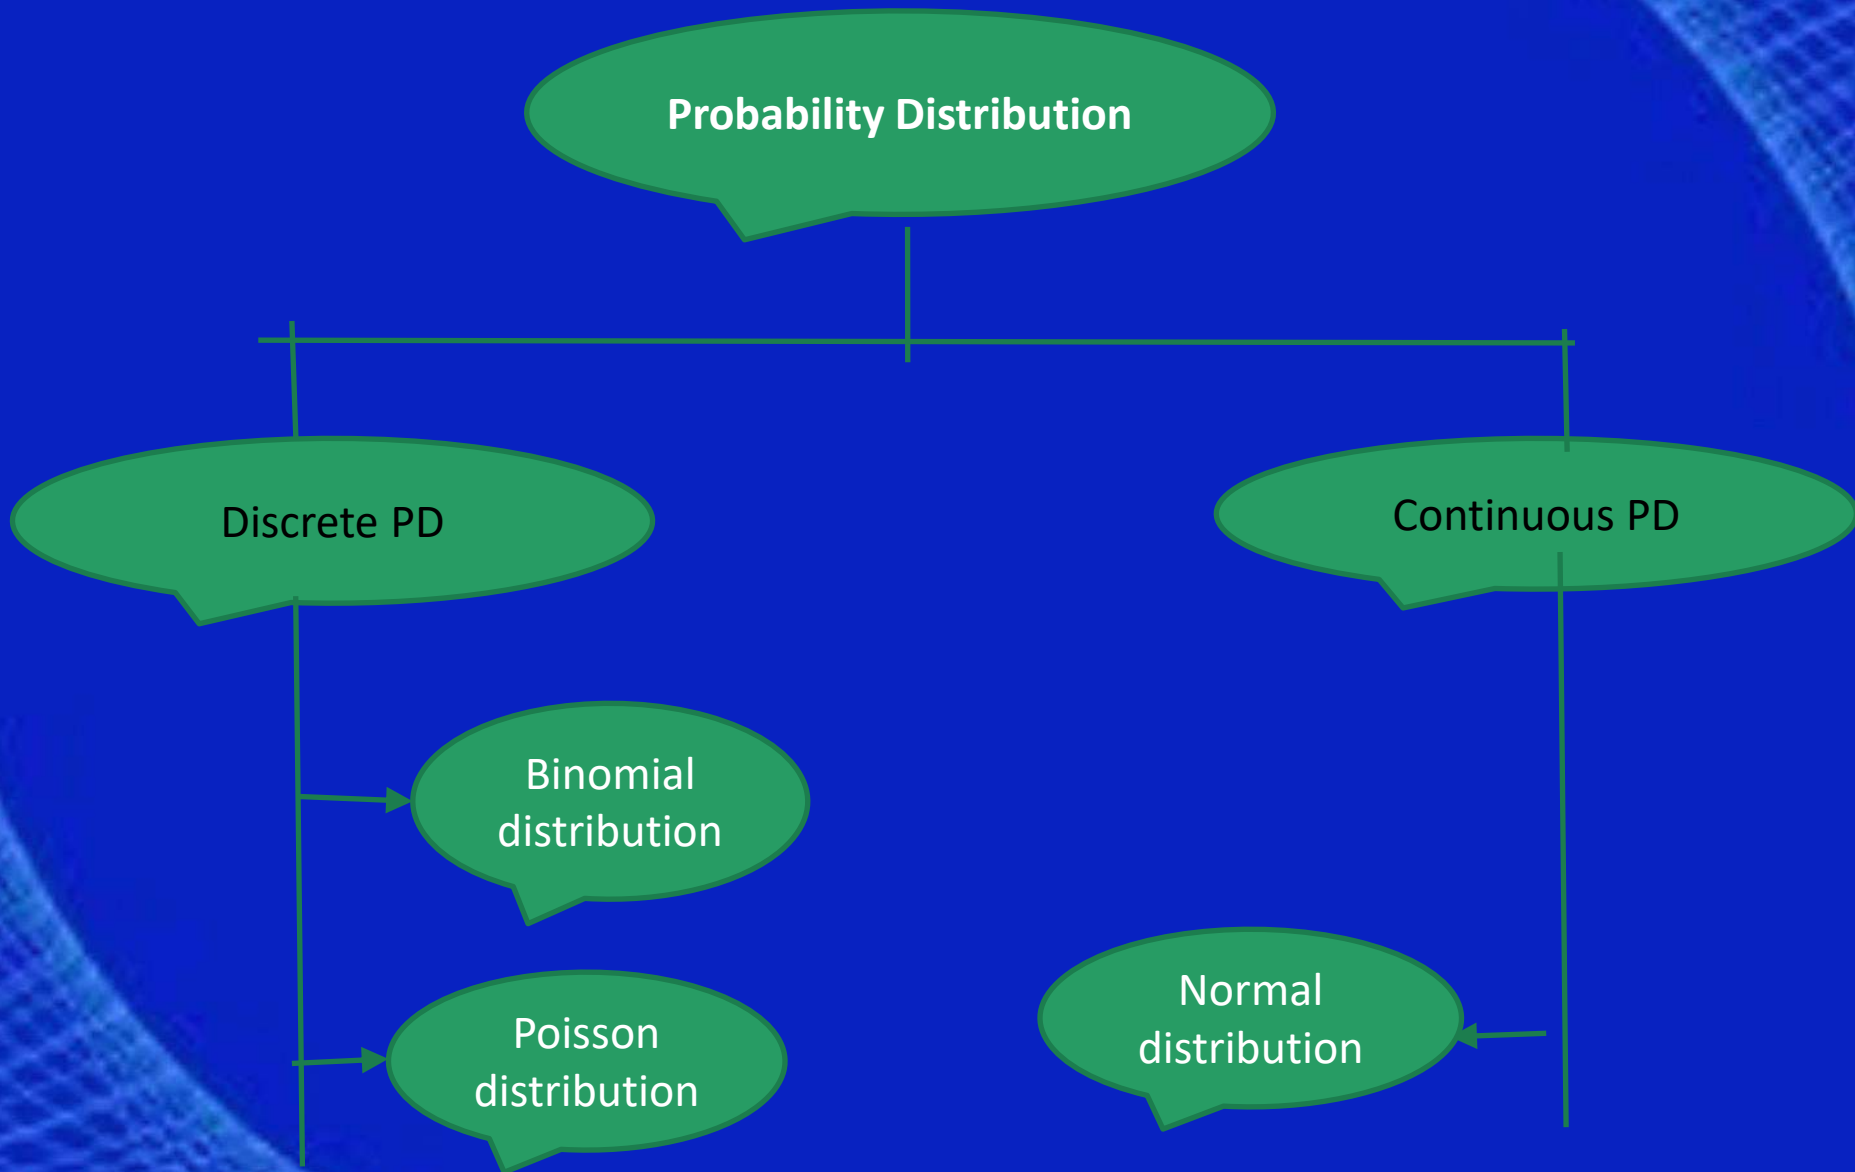 Probability Distribution
Discrete PD
Continuous PD
Binomial
distribution
Poisson
distribution
Normal
distribution